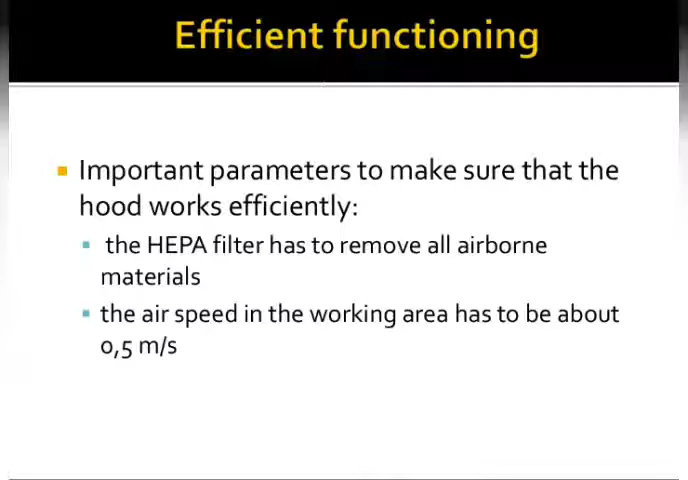 Efficient functioning
Important parameters to make sure that the
hood works efficiently:
the HEPA filter has to remove all airborne
materials
the air speed in the working area has to be about
0,5 m/s